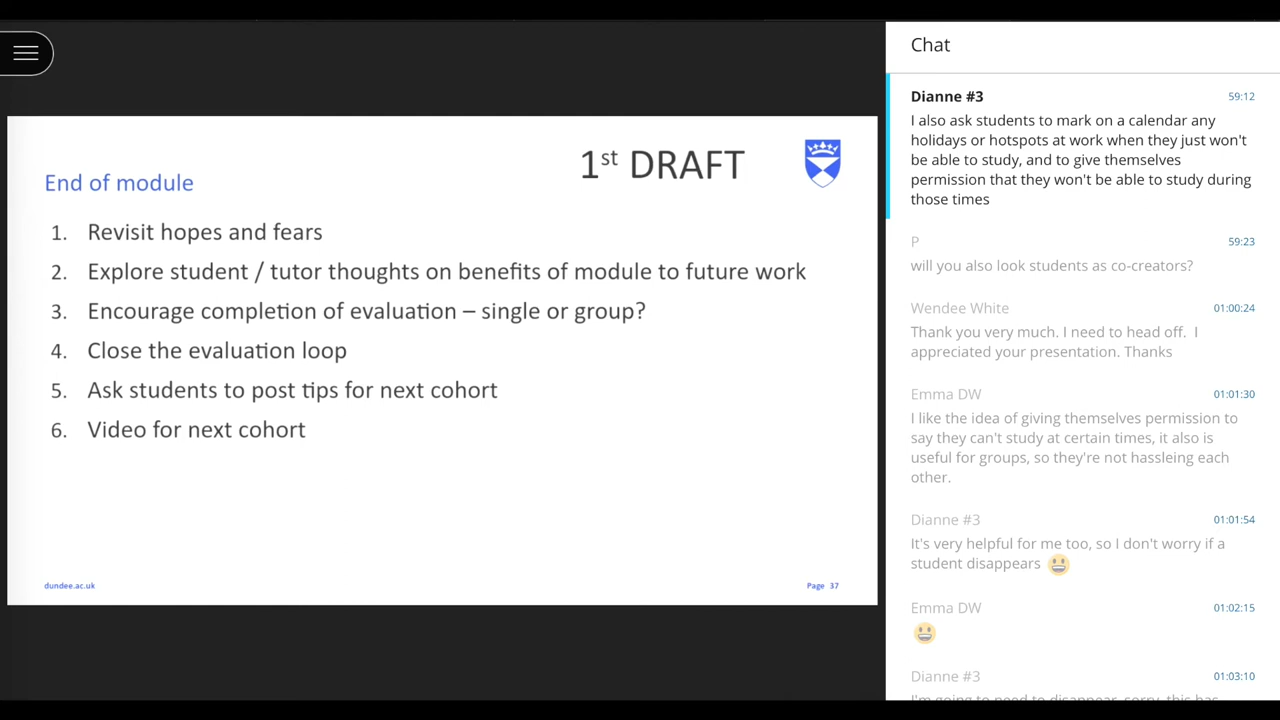 1st DRAFT
End of module
1. Revisit hopes and fears
2. Explore student / tutor thoughts on benefits of module to future work
3. Encourage completion of evaluation – single or group?
4. Close the evaluation loop
5. Ask students to post tips for next cohort
6. Video for next cohort
dundee.ac.uk
Page 37
Chat
Dianne #3 59:12
I also ask students to mark on a calendar any
holidays or hotspots at work when they just won't
be able to study, and to give themselves
permission that they won't be able to study during
those times
P 59:23
will you also look students as co-creators?
Wendee White 01:00:24
Thank you very much. I need to head off. I
appreciated your presentation. Thanks
Emma DW 01:01:30
I like the idea of giving themselves permission to
say they can't study at certain times, it also is
useful for groups, so they're not hassleing each
other.
Dianne #3 01:01:54
It's very helpful for me too, so I don't worry if a
student disappears
Emma DW 01:02:15
Dianne #3 01:03:10
I'm going to need to disappear, sorry, this has